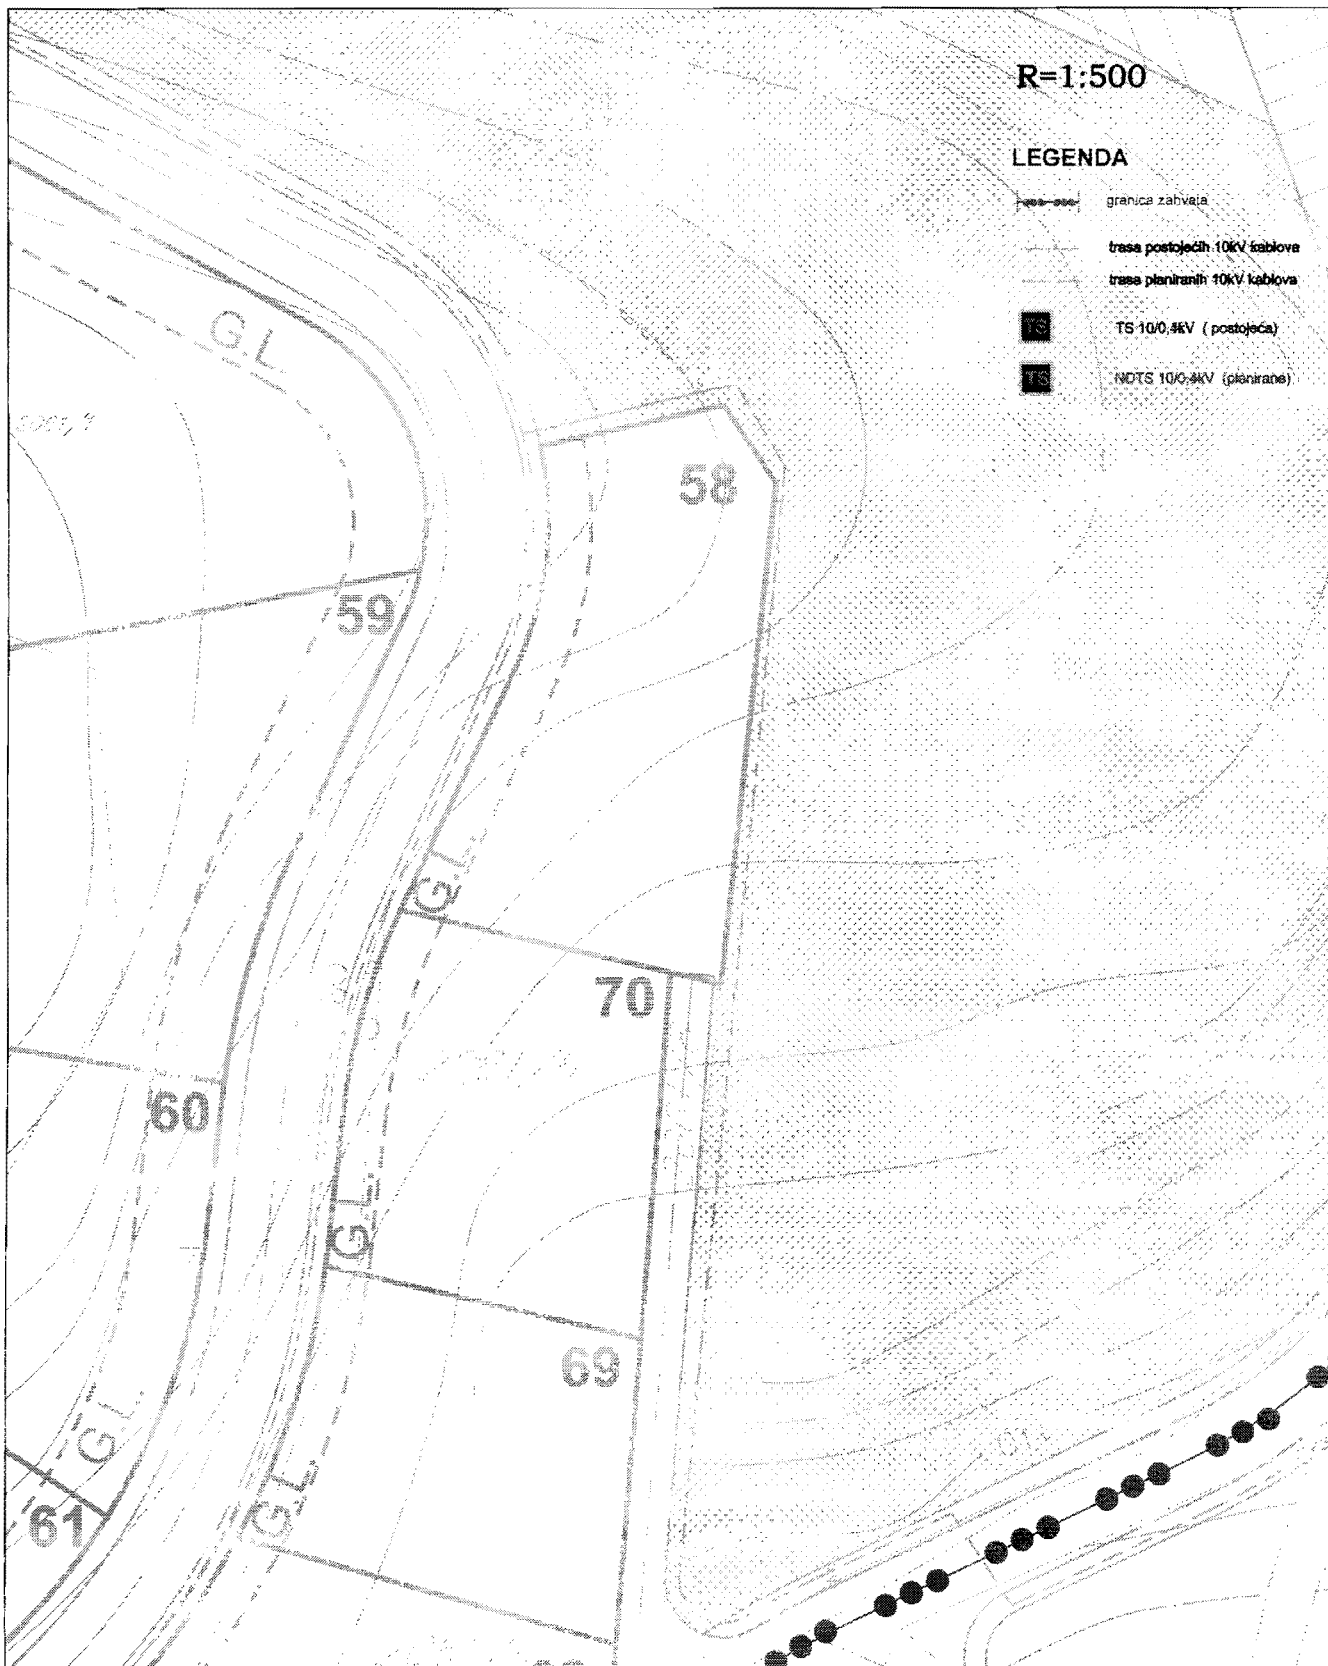 R=1:500
LEGENDA
granica zahvata
trasa postojećih 10kV kablova
trasa planiranih 10kV kablova
TS
TS 10/0,4kV ( postojeća)
TS
NDTS 10/0,4kV (planirane)
G.L.
58
59
G.L.
70
60
G.L.
69
G.L.
G.L.
61